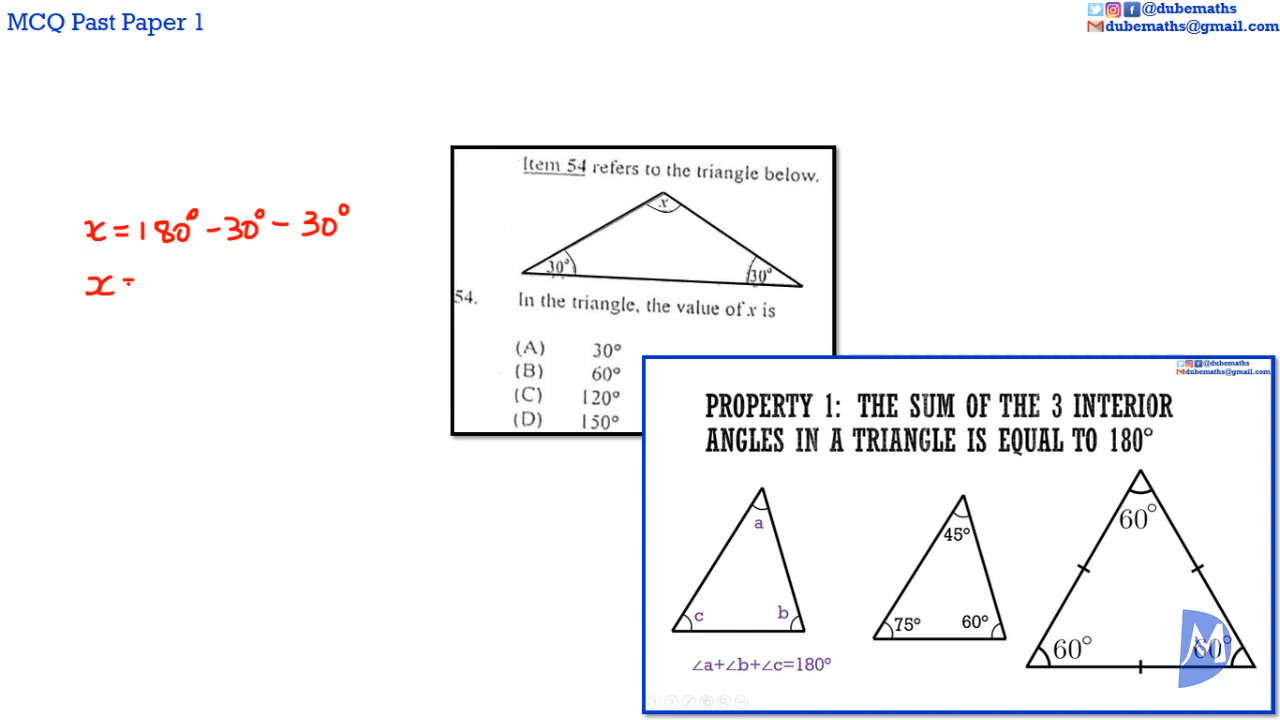 MCQ Past Paper 1
@dubemaths
dubemaths@gmail.com
x = 180° - 30° - 30°
x =
Item 54 refers to the triangle below.
x
30°
30°
54. In the triangle, the value of x is
(A) 30°
(B) 60°
(C) 120°
(D) 150°
@dubemaths
dubemaths@gmail.com
PROPERTY 1: THE SUM OF THE 3 INTERIOR
ANGLES IN A TRIANGLE IS EQUAL TO 180°
a
c
b
∠a+∠b+∠c=180°
45°
75°
60°
60°
60°
60°
M